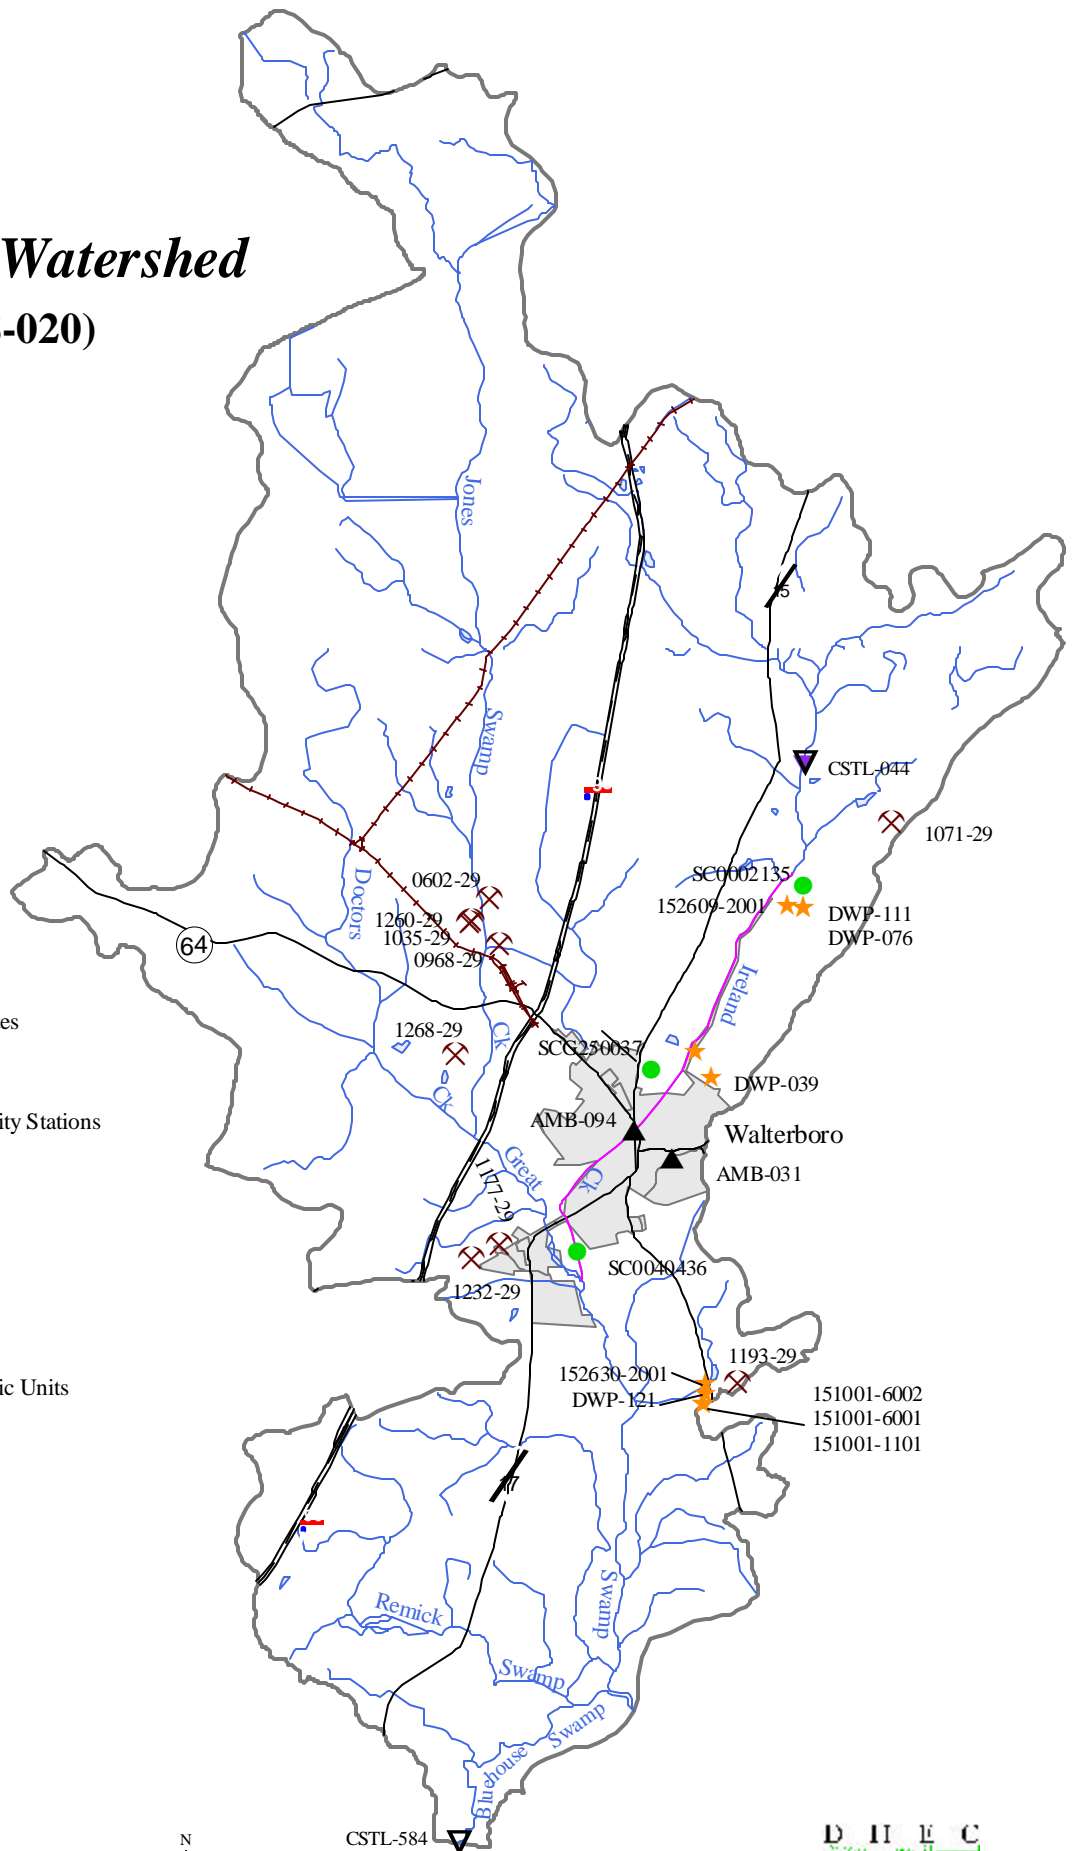 Watershed
-020)
Jones
15
Swamp
CSTL-044
1071-29
0602-29
SC0002135
Doctors
152609-2001
1260-29
DWP-111
1035-29
DWP-076
64
0968-29
Ireland
es
1268-29
Ck
SCG250037
DWP-039
Ck
ity Stations
AMB-094
Walterboro
Great
AMB-031
1177-29
Ck
SC0040436
1232-29
1193-29
152630-2001
ic Units
151001-6002
DWP-121
151001-6001
151001-1101
17
Swamp
Remick
Swamp
Swamp
Bluehouse
CSTL-584
N
D H E C